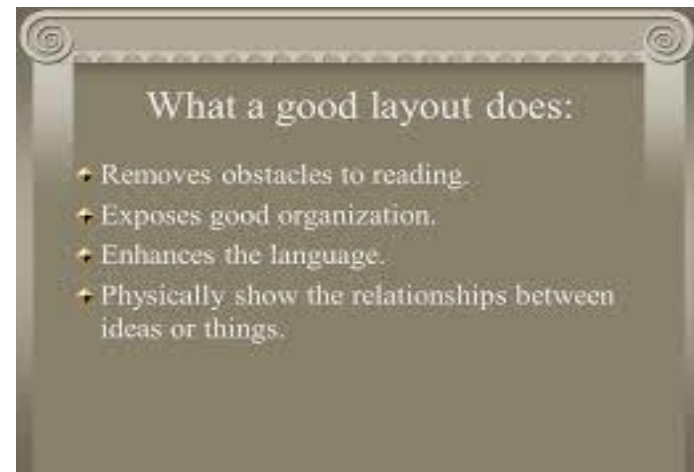 What a good layout does:
Removes obstacles to reading.
Exposes good organization.
Enhances the language.
Physically show the relationships between
ideas or things.